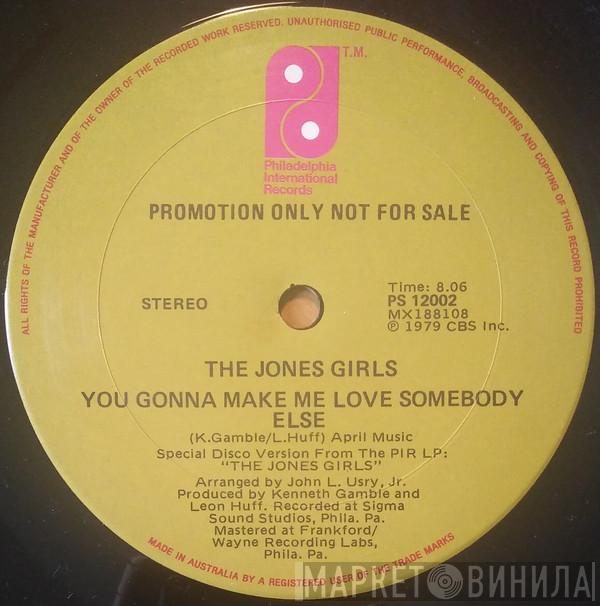 ALL RIGHTS OF THE MANUFACTURER AND OF THE OWNER OF THE RECORDED WORK RESERVED. UNAUTHORISED PUBLIC PERFORMANCE, BROADCASTING AND COPYING OF THIS RECORD PROHIBITED
T.M.
Philadelphia
International
Records
PROMOTION ONLY NOT FOR SALE
STEREO
Time: 8.06
PS 12002
MX188108
℗ 1979 CBS Inc.
THE JONES GIRLS
YOU GONNA MAKE ME LOVE SOMEBODY
ELSE
(K.Gamble/L.Huff) April Music
Special Disco Version From The PIR LP:
"THE JONES GIRLS"
Arranged by John L. Usry, Jr.
Produced by Kenneth Gamble and
Leon Huff. Recorded at Sigma
Sound Studios, Phila. Pa.
Mastered at Frankford/
Wayne Recording Labs,
Phila. Pa.
MADE IN AUSTRALIA BY A REGISTERED USER OF THE TRADE MARKS
МАРКЕТ ВИНИЛА